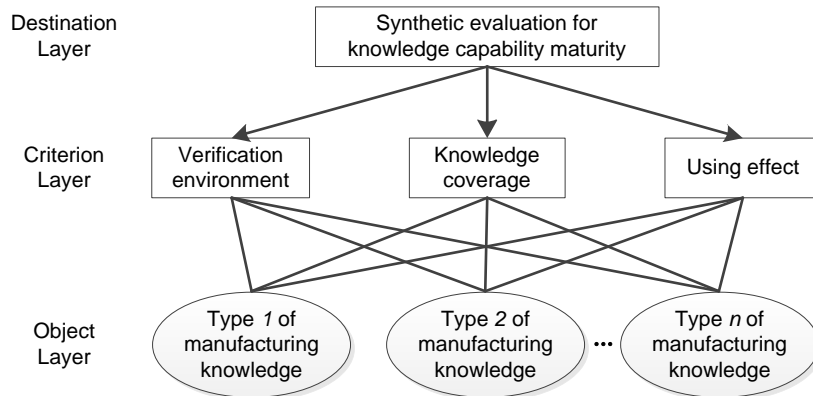 Destination
Layer
Synthetic evaluation for
knowledge capability maturity
Criterion
Layer
Verification
environment
Knowledge
coverage
Using effect
Object
Layer
Type 1 of
manufacturing
knowledge
Type 2 of
manufacturing
knowledge
...
Type n of
manufacturing
knowledge